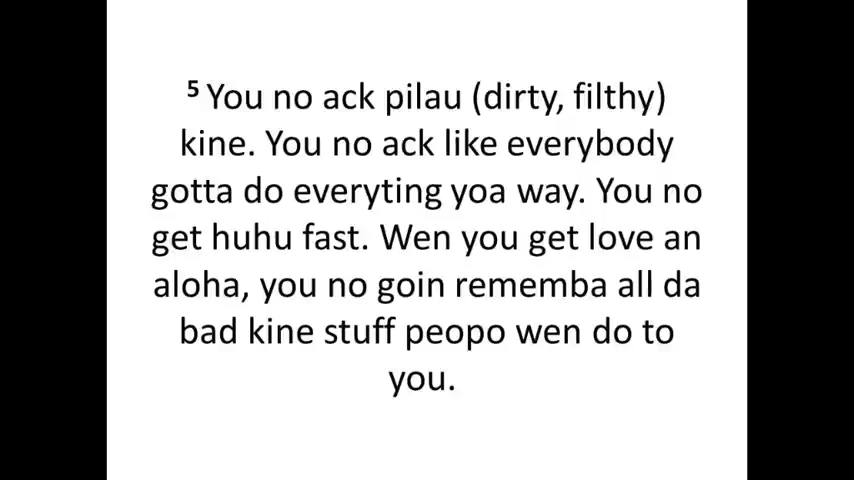 5 You no ack pilau (dirty, filthy)
kine. You no ack like everybody
gotta do everyting yoa way. You no
get huhu fast. Wen you get love an
aloha, you no goin rememba all da
bad kine stuff peopo wen do to
you.